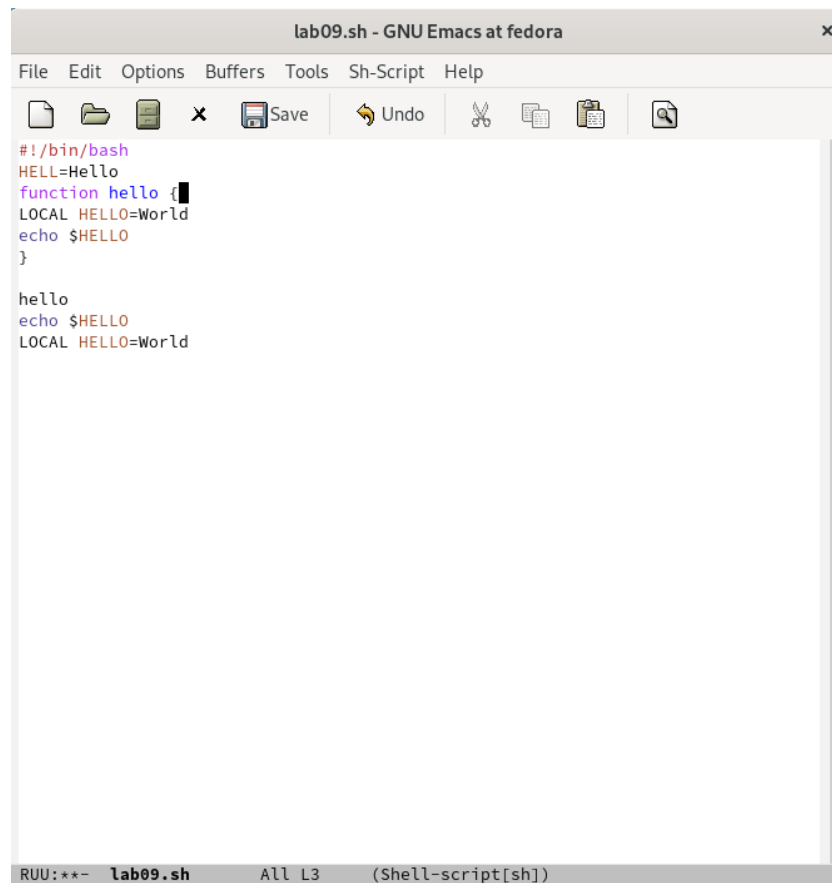 lab09.sh - GNU Emacs at fedora
File Edit Options Buffers Tools Sh-Script Help
Save Undo
#!/bin/bash
HELL=Hello
function hello {
LOCAL HELLO=World
echo $HELLO
}
hello
echo $HELLO
LOCAL HELLO=World
RUU:**- lab09.sh All L3 (Shell-script[sh])